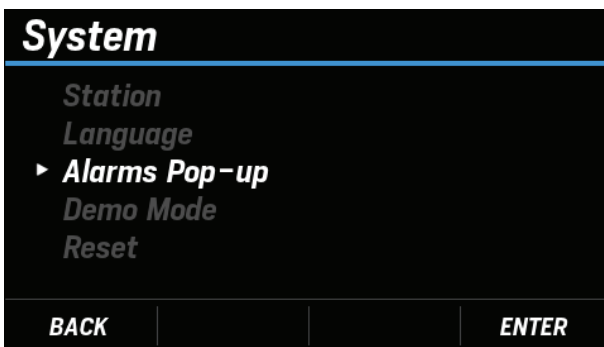 System
Station
Language
Alarms Pop-up
Demo Mode
Reset
BACK ENTER